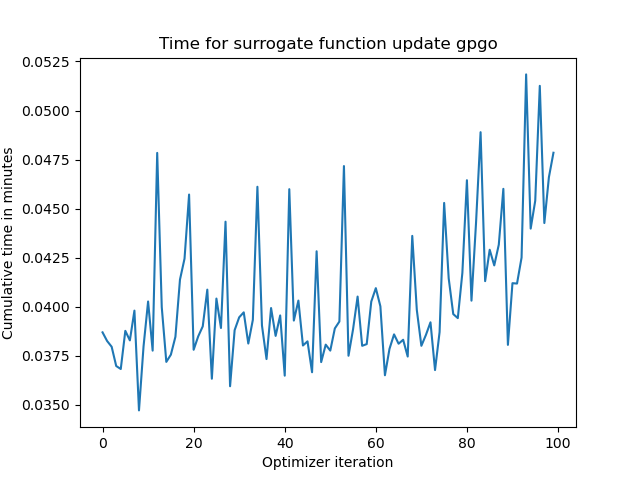 Time for surrogate function update gpgo
0.0525
0.0500
0.0475
0.0450
0.0425
0.0400
0.0375
0.0350
Cumulative time in minutes
0 20 40 60 80 100
Optimizer iteration